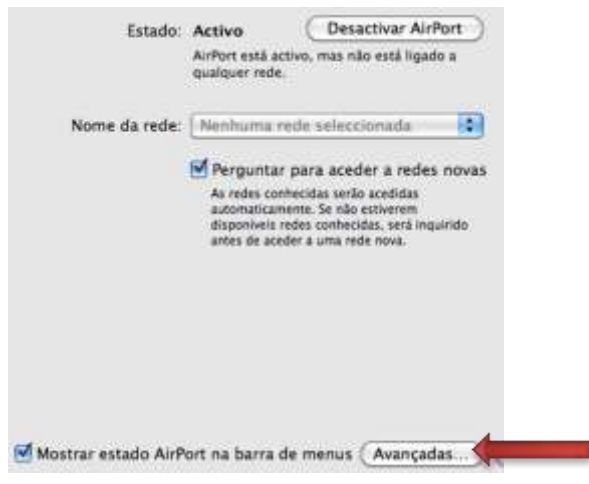 Estado: Activo Desactivar AirPort
AirPort está activo, mas não está ligado a
qualquer rede.
Nome da rede: Nenhuma rede seleccionada
Perguntar para aceder a redes novas
As redes conhecidas serão acedidas
automaticamente. Se não estiverem
disponíveis redes conhecidas, será inquirido
antes de aceder a uma rede nova.
Mostrar estado AirPort na barra de menus Avançadas...